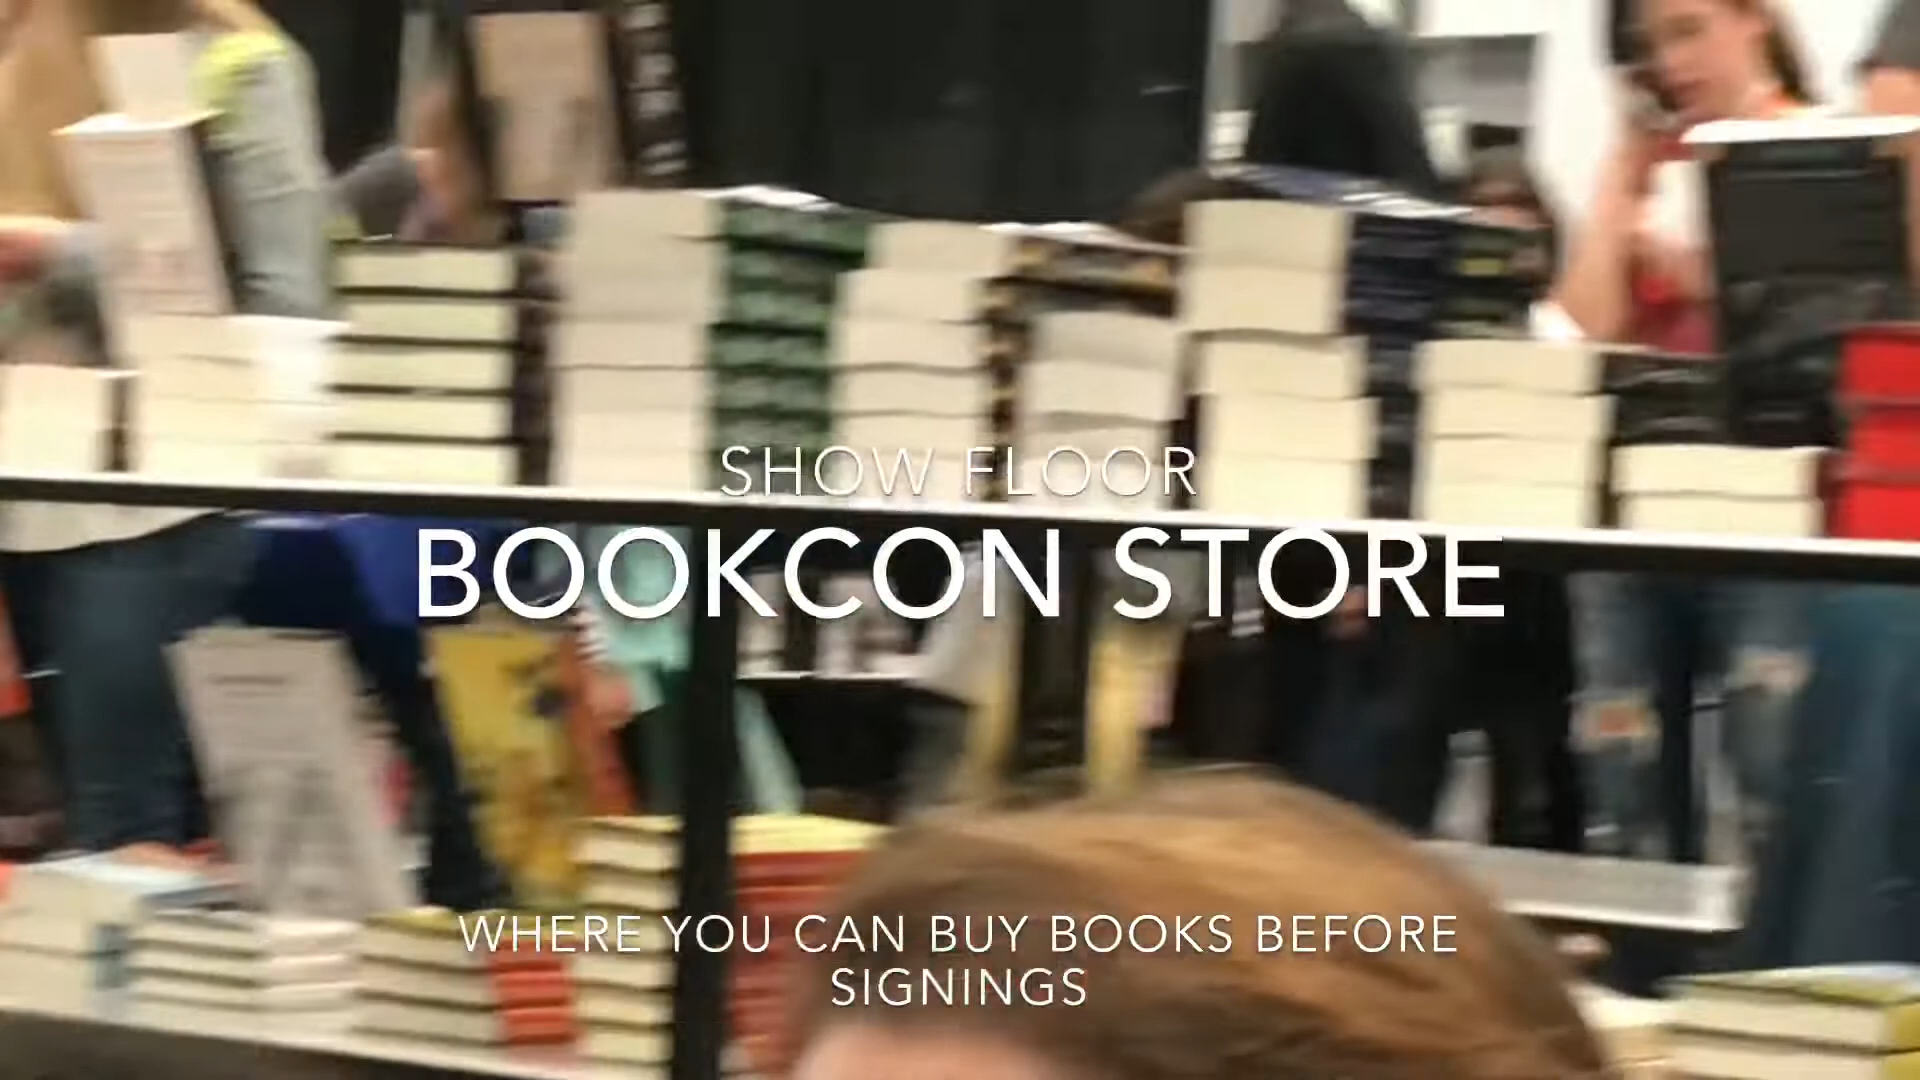 SHOW FLOOR
BOOKCON STORE
WHERE YOU CAN BUY BOOKS BEFORE
SIGNINGS